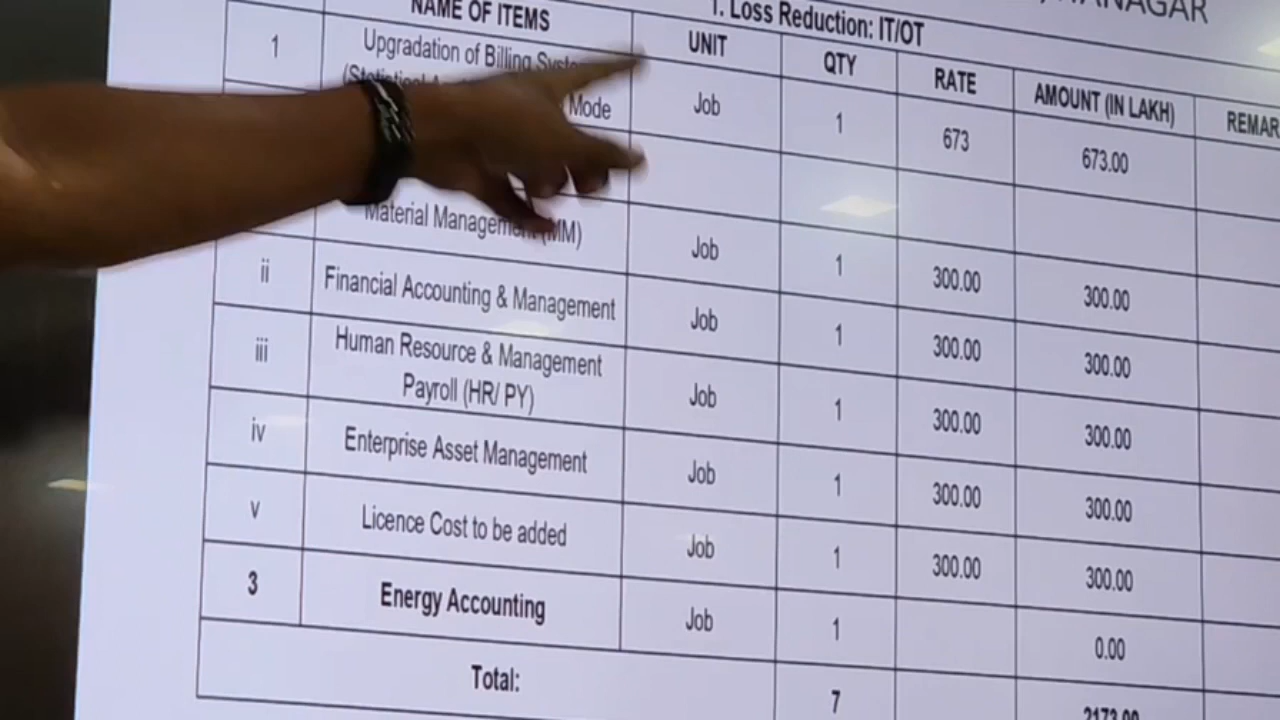 1. Loss Reduction: IT/OT
NAME OF ITEMS UNIT QTY RATE AMOUNT (IN LAKH)
1 Upgradation of Billing
Mode Job 1 673 673.00
Material Management (MM) Job 1 300.00 300.00
ii Financial Accounting & Management Job 1 300.00 300.00
iii Human Resource & Management
Payroll (HR/ PY) Job 1 300.00 300.00
iv Enterprise Asset Management Job 1 300.00 300.00
v Licence Cost to be added Job 1 300.00 300.00
3 Energy Accounting Job 1 0.00
Total: 7 2173.00